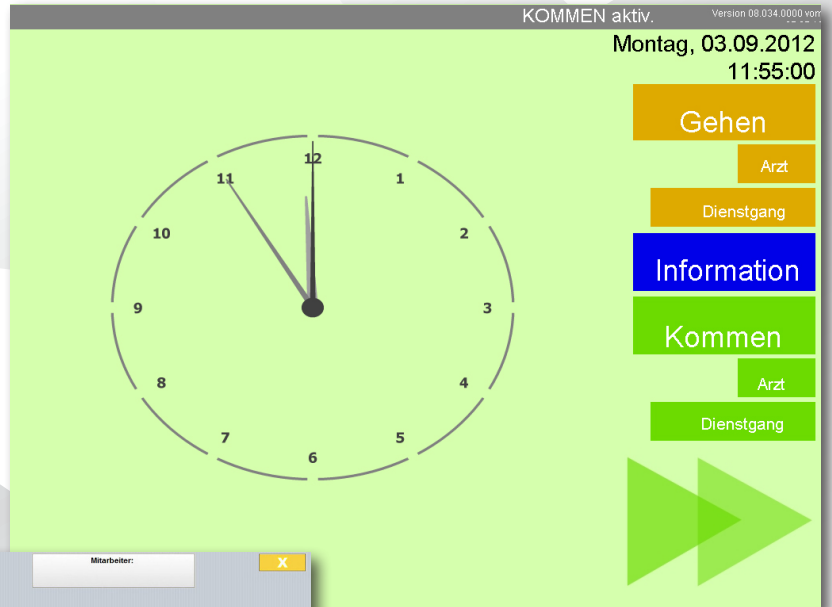 KOMMEN aktiv.
Version 08.034.0000 vom
Montag, 03.09.2012
11:55:00
Gehen
Arzt
Dienstgang
Information
Kommen
Arzt
Dienstgang
12
1
2
3
4
5
6
7
8
9
10
11
Mitarbeiter:
X